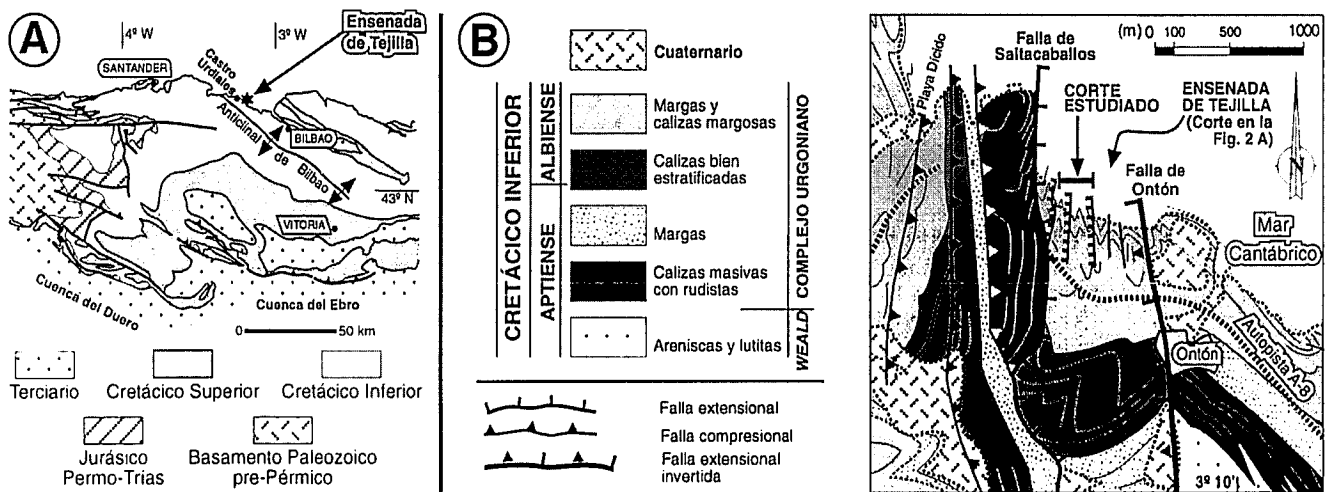 A
4º W
3º W
Ensenada
de Tejilla
SANTANDER
Castro
Urdiales
Anticlinal de Bilbao
BILBAO
43º N
VITORIA
Cuenca del Duero
Cuenca del Ebro
0 50 km
Terciario
Cretácico Superior
Cretácico Inferior
Jurásico
Permo-Trias
Basamento Paleozoico
pre-Pérmico
B
Cuaternario
CRETÁCICO INFERIOR
ALBIENSE
APTIENSE
Margas y
calizas margosas
Calizas bien
estratificadas
Margas
Calizas masivas
con rudistas
Areniscas y lutitas
COMPLEJO URGONIANO
WEALD
Falla extensional
Falla compresional
Falla extensional
invertida
(m) 0 100 500 1000
Playa Dícido
Falla de
Saltacaballos
CORTE
ESTUDIADO
ENSENADA
DE TEJILLA
(Corte en la
Fig. 2 A)
N
Falla de
Ontón
Mar
Cantábrico
Autopista A-8
Ontón
3º 10'